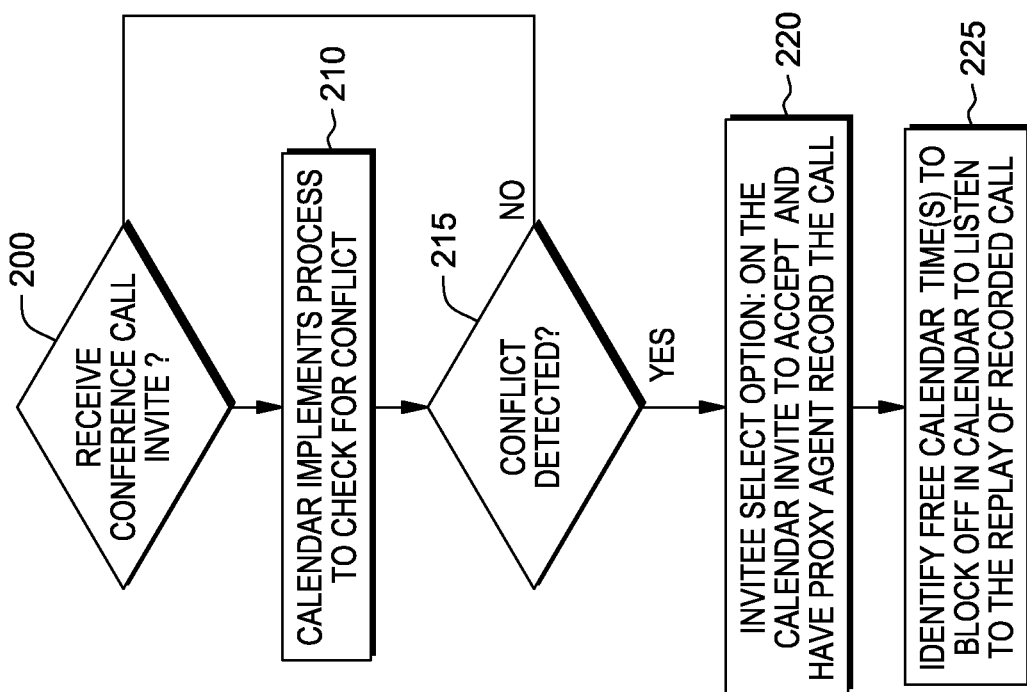 200
RECEIVE
CONFERENCE CALL
INVITE ?
210
CALENDAR IMPLEMENTS PROCESS
TO CHECK FOR CONFLICT
215
CONFLICT
DETECTED?
NO
YES
220
INVITEE SELECT OPTION: ON THE
CALENDAR INVITE TO ACCEPT AND
HAVE PROXY AGENT RECORD THE CALL
225
IDENTIFY FREE CALENDAR TIME(S) TO
BLOCK OFF IN CALENDAR TO LISTEN
TO THE REPLAY OF RECORDED CALL